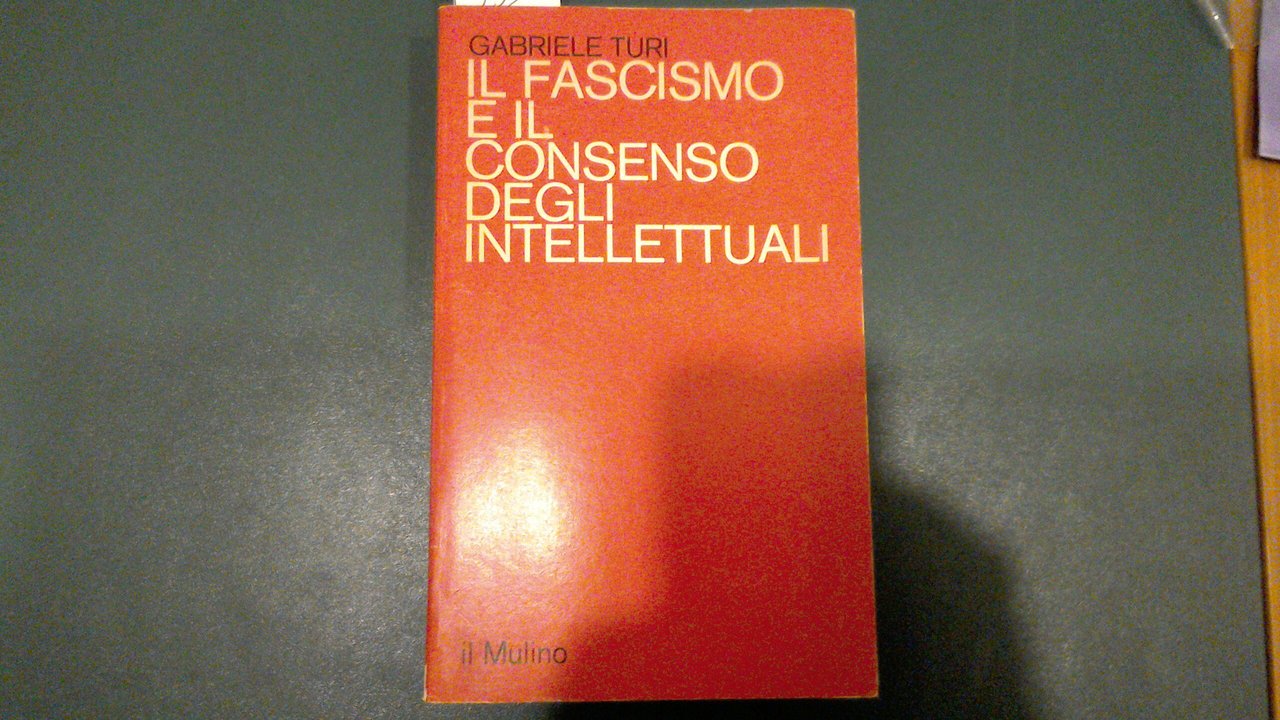 GABRIELE TURI
IL FASCISMO
E IL
CONSENSO
DEGLI
INTELLETTUALI
il Mulino